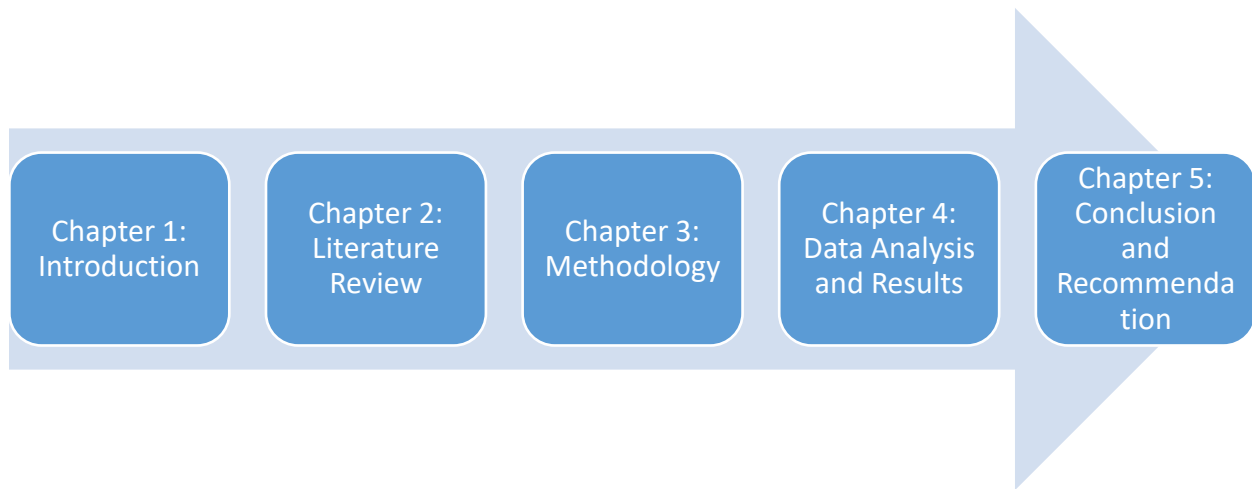 Chapter 1:
Introduction
Chapter 2:
Literature
Review
Chapter 3:
Methodology
Chapter 4:
Data Analysis
and Results
Chapter 5:
Conclusion
and
Recommenda
tion